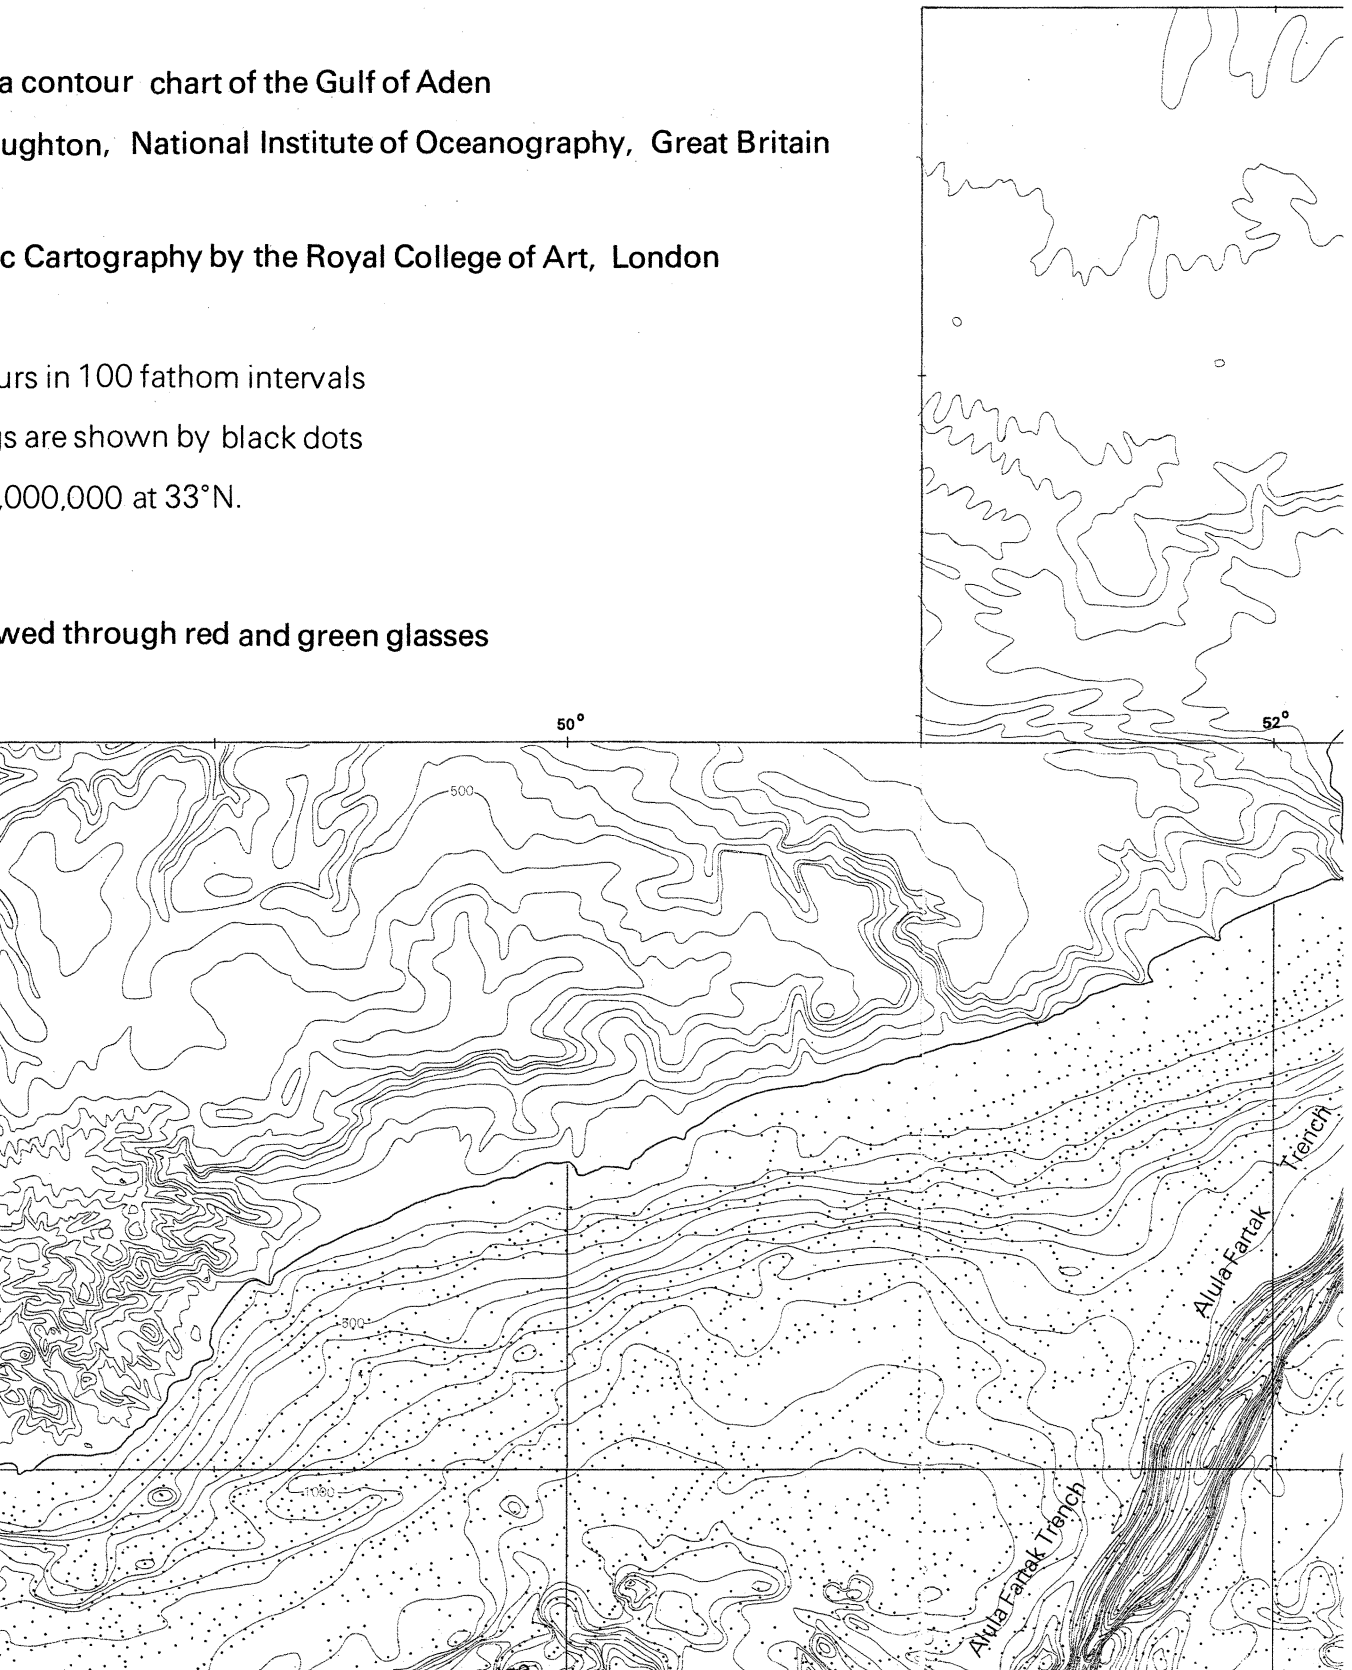 a contour chart of the Gulf of Aden
ughton, National Institute of Oceanography, Great Britain
c Cartography by the Royal College of Art, London
urs in 100 fathom intervals
gs are shown by black dots
,000,000 at 33°N.
wed through red and green glasses
50°
52°
500
Trench
Alula Fartak
500
1000
Alula Fartak Trench